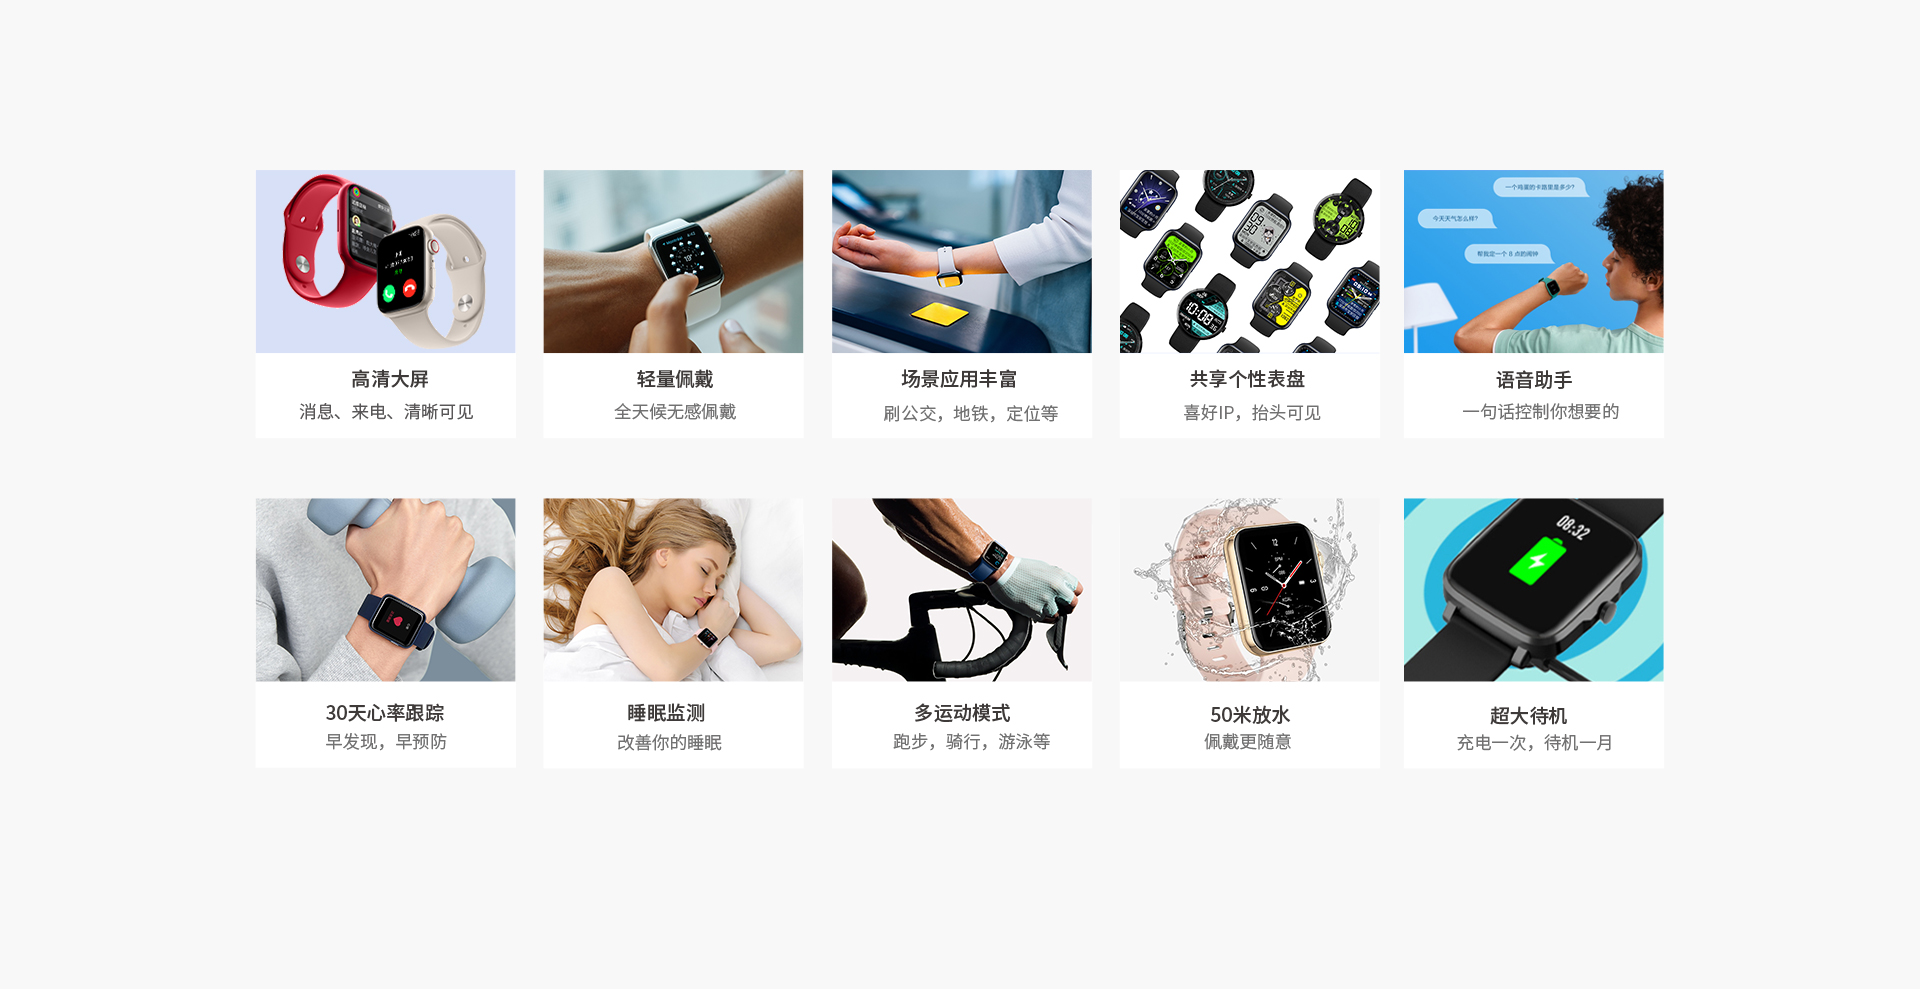 一个鸡蛋的卡路里是多少?
今天天气怎么样?
帮我定一个 8 点的闹钟
高清大屏
消息、来电、清晰可见
轻量佩戴
全天候无感佩戴
场景应用丰富
刷公交，地铁，定位等
共享个性表盘
喜好IP，抬头可见
语音助手
一句话控制你想要的
08:32
30天心率跟踪
早发现，早预防
睡眠监测
改善你的睡眠
多运动模式
跑步，骑行，游泳等
50米放水
佩戴更随意
超大待机
充电一次，待机一月